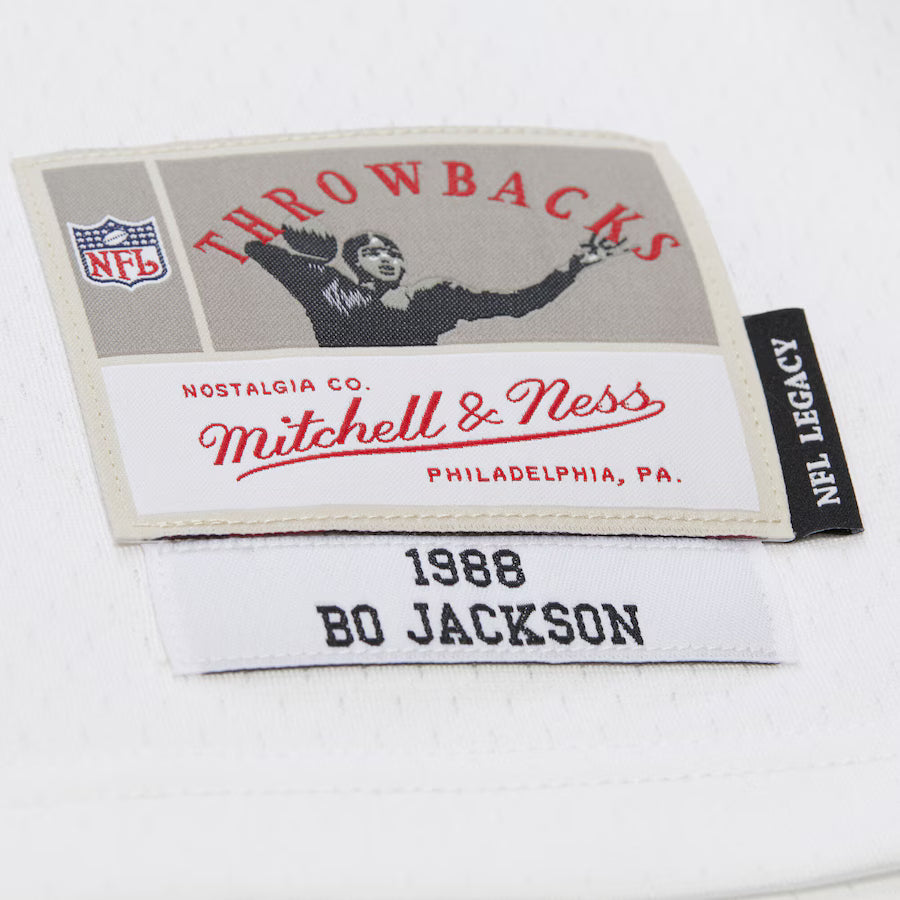 THROWBACKS
NFL
NOSTALGIA CO.
Mitchell & Ness
PHILADELPHIA, PA.
NFL LEGACY
1988
BO JACKSON